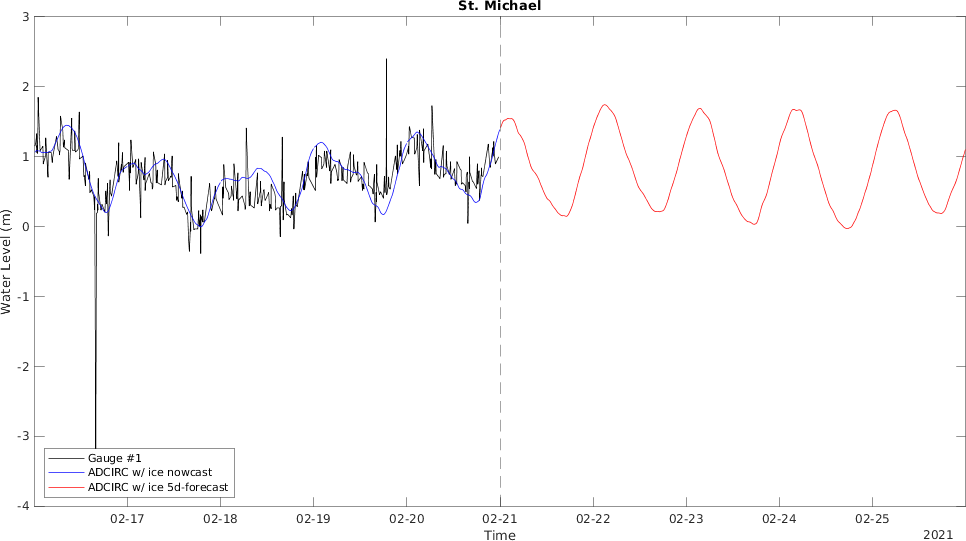 St. Michael
Water Level (m)
3
2
1
0
-1
-2
-3
-4
Gauge #1
ADCIRC w/ ice nowcast
ADCIRC w/ ice 5d-forecast
02-17 02-18 02-19 02-20 02-21 02-22 02-23 02-24 02-25
Time
2021